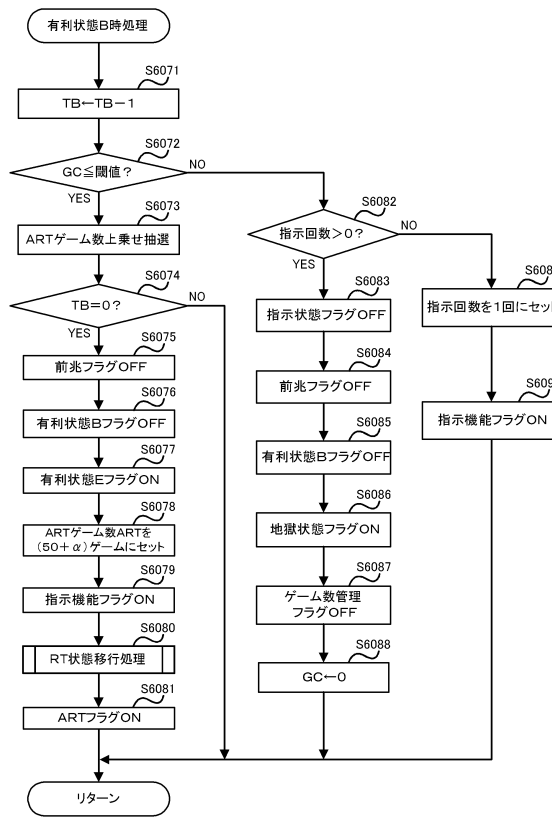 有利状態B時処理
S6071
TB←TB－1
S6072
GC≦閾値？
NO
YES
S6073
ARTゲーム数上乗せ抽選
S6074
TB＝0？
NO
YES
S6075
前兆フラグOFF
S6076
有利状態BフラグOFF
S6077
有利状態EフラグON
S6078
ARTゲーム数ARTを
(50＋α)ゲームにセット
S6079
指示機能フラグON
S6080
RT状態移行処理
S6081
ARTフラグON
リターン
S6082
指示回数＞0？
NO
YES
S6083
指示状態フラグOFF
S6084
前兆フラグOFF
S6085
有利状態BフラグOFF
S6086
地獄状態フラグON
S6087
ゲーム数管理
フラグOFF
S6088
GC←0
S608
指示回数を1回にセット
S609
指示機能フラグON